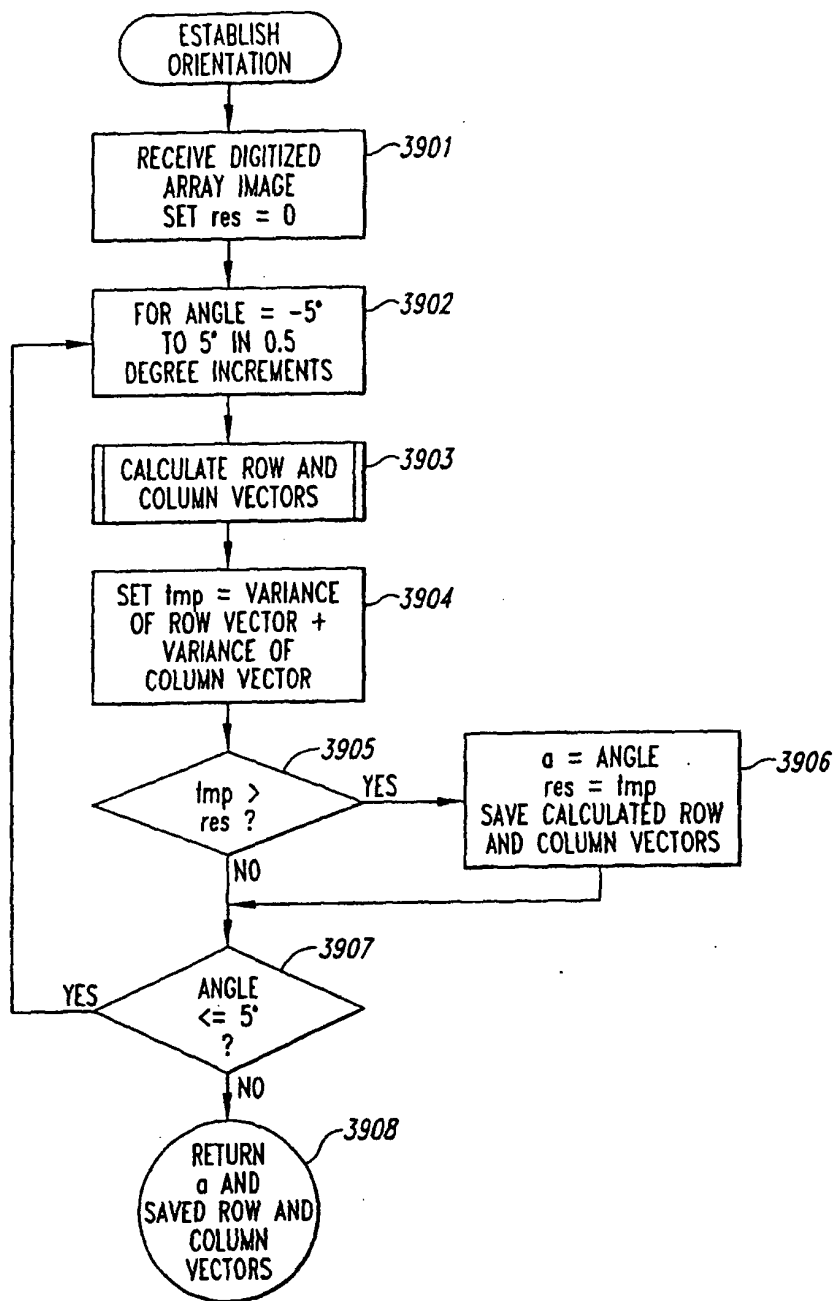 ESTABLISH
ORIENTATION
RECEIVE DIGITIZED
ARRAY IMAGE
SET res = 0
3901
FOR ANGLE = -5°
TO 5° IN 0.5
DEGREE INCREMENTS
3902
CALCULATE ROW AND
COLUMN VECTORS
3903
SET tmp = VARIANCE
OF ROW VECTOR +
VARIANCE OF
COLUMN VECTOR
3904
tmp >
res ?
3905
YES
a = ANGLE
res = tmp
SAVE CALCULATED ROW
AND COLUMN VECTORS
3906
NO
ANGLE
<= 5°
?
3907
YES
NO
RETURN
a AND
SAVED ROW AND
COLUMN
VECTORS
3908